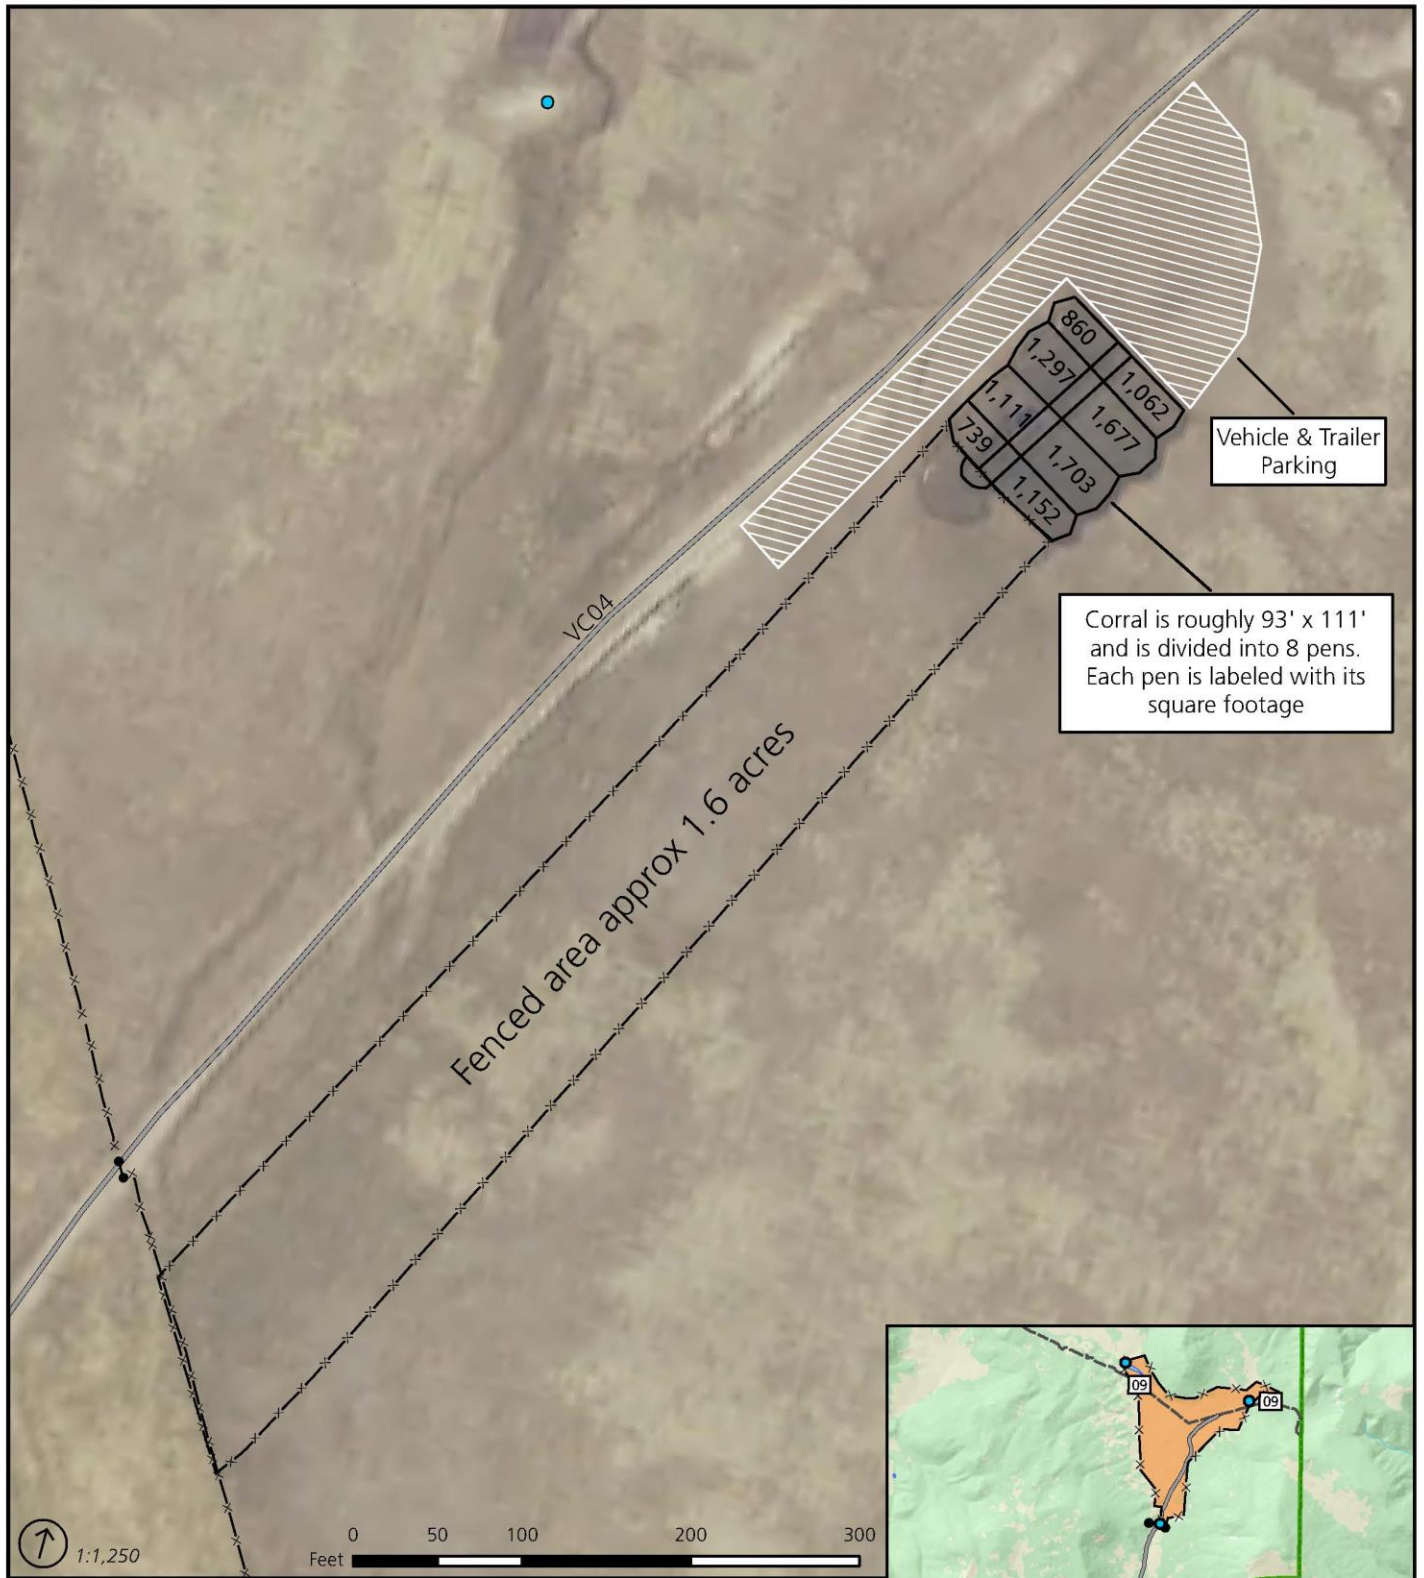 860
1,297
1,062
1,111
1,677
739
1,703
1,152
Vehicle & Trailer
Parking
Corral is roughly 93' x 111'
and is divided into 8 pens.
Each pen is labeled with its
square footage
VC04
Fenced area approx 1.6 acres
09
09
1:1,250
0 50 100 200 300
Feet